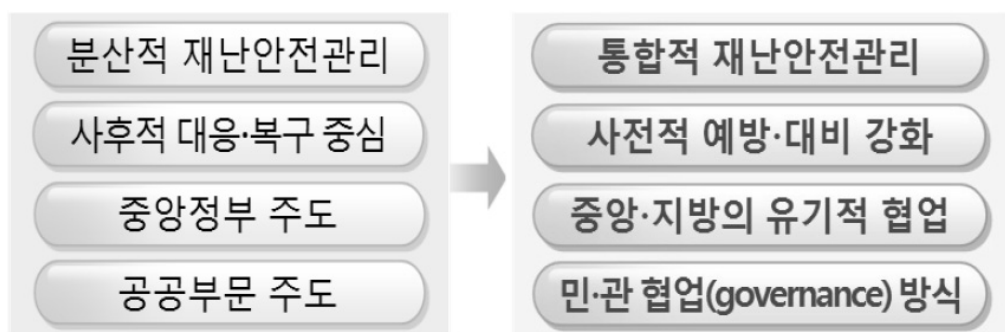 분산적 재난안전관리
사후적 대응·복구 중심
중앙정부 주도
공공부문 주도
통합적 재난안전관리
사전적 예방·대비 강화
중앙·지방의 유기적 협업
민·관 협업(governance) 방식